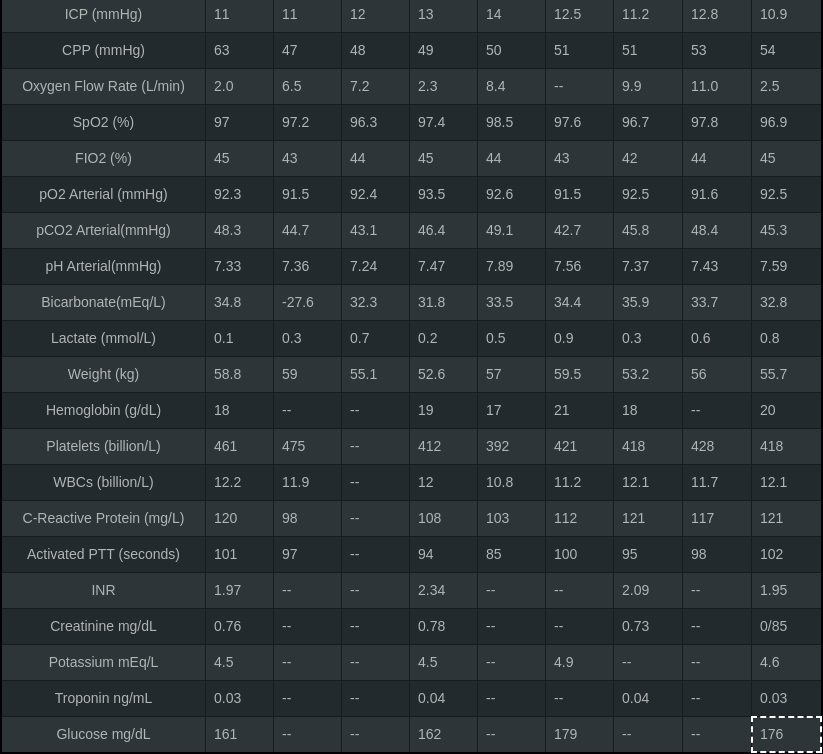 ICP (mmHg) 11 11 12 13 14 12.5 11.2 12.8 10.9
CPP (mmHg) 63 47 48 49 50 51 51 53 54
Oxygen Flow Rate (L/min) 2.0 6.5 7.2 2.3 8.4 -- 9.9 11.0 2.5
SpO2 (%) 97 97.2 96.3 97.4 98.5 97.6 96.7 97.8 96.9
FIO2 (%) 45 43 44 45 44 43 42 44 45
pO2 Arterial (mmHg) 92.3 91.5 92.4 93.5 92.6 91.5 92.5 91.6 92.5
pCO2 Arterial(mmHg) 48.3 44.7 43.1 46.4 49.1 42.7 45.8 48.4 45.3
pH Arterial(mmHg) 7.33 7.36 7.24 7.47 7.89 7.56 7.37 7.43 7.59
Bicarbonate(mEq/L) 34.8 -27.6 32.3 31.8 33.5 34.4 35.9 33.7 32.8
Lactate (mmol/L) 0.1 0.3 0.7 0.2 0.5 0.9 0.3 0.6 0.8
Weight (kg) 58.8 59 55.1 52.6 57 59.5 53.2 56 55.7
Hemoglobin (g/dL) 18 -- -- 19 17 21 18 -- 20
Platelets (billion/L) 461 475 -- 412 392 421 418 428 418
WBCs (billion/L) 12.2 11.9 -- 12 10.8 11.2 12.1 11.7 12.1
C-Reactive Protein (mg/L) 120 98 -- 108 103 112 121 117 121
Activated PTT (seconds) 101 97 -- 94 85 100 95 98 102
INR 1.97 -- -- 2.34 -- -- 2.09 -- 1.95
Creatinine mg/dL 0.76 -- -- 0.78 -- -- 0.73 -- 0/85
Potassium mEq/L 4.5 -- -- 4.5 -- 4.9 -- -- 4.6
Troponin ng/mL 0.03 -- -- 0.04 -- -- 0.04 -- 0.03
Glucose mg/dL 161 -- -- 162 -- 179 -- -- 176